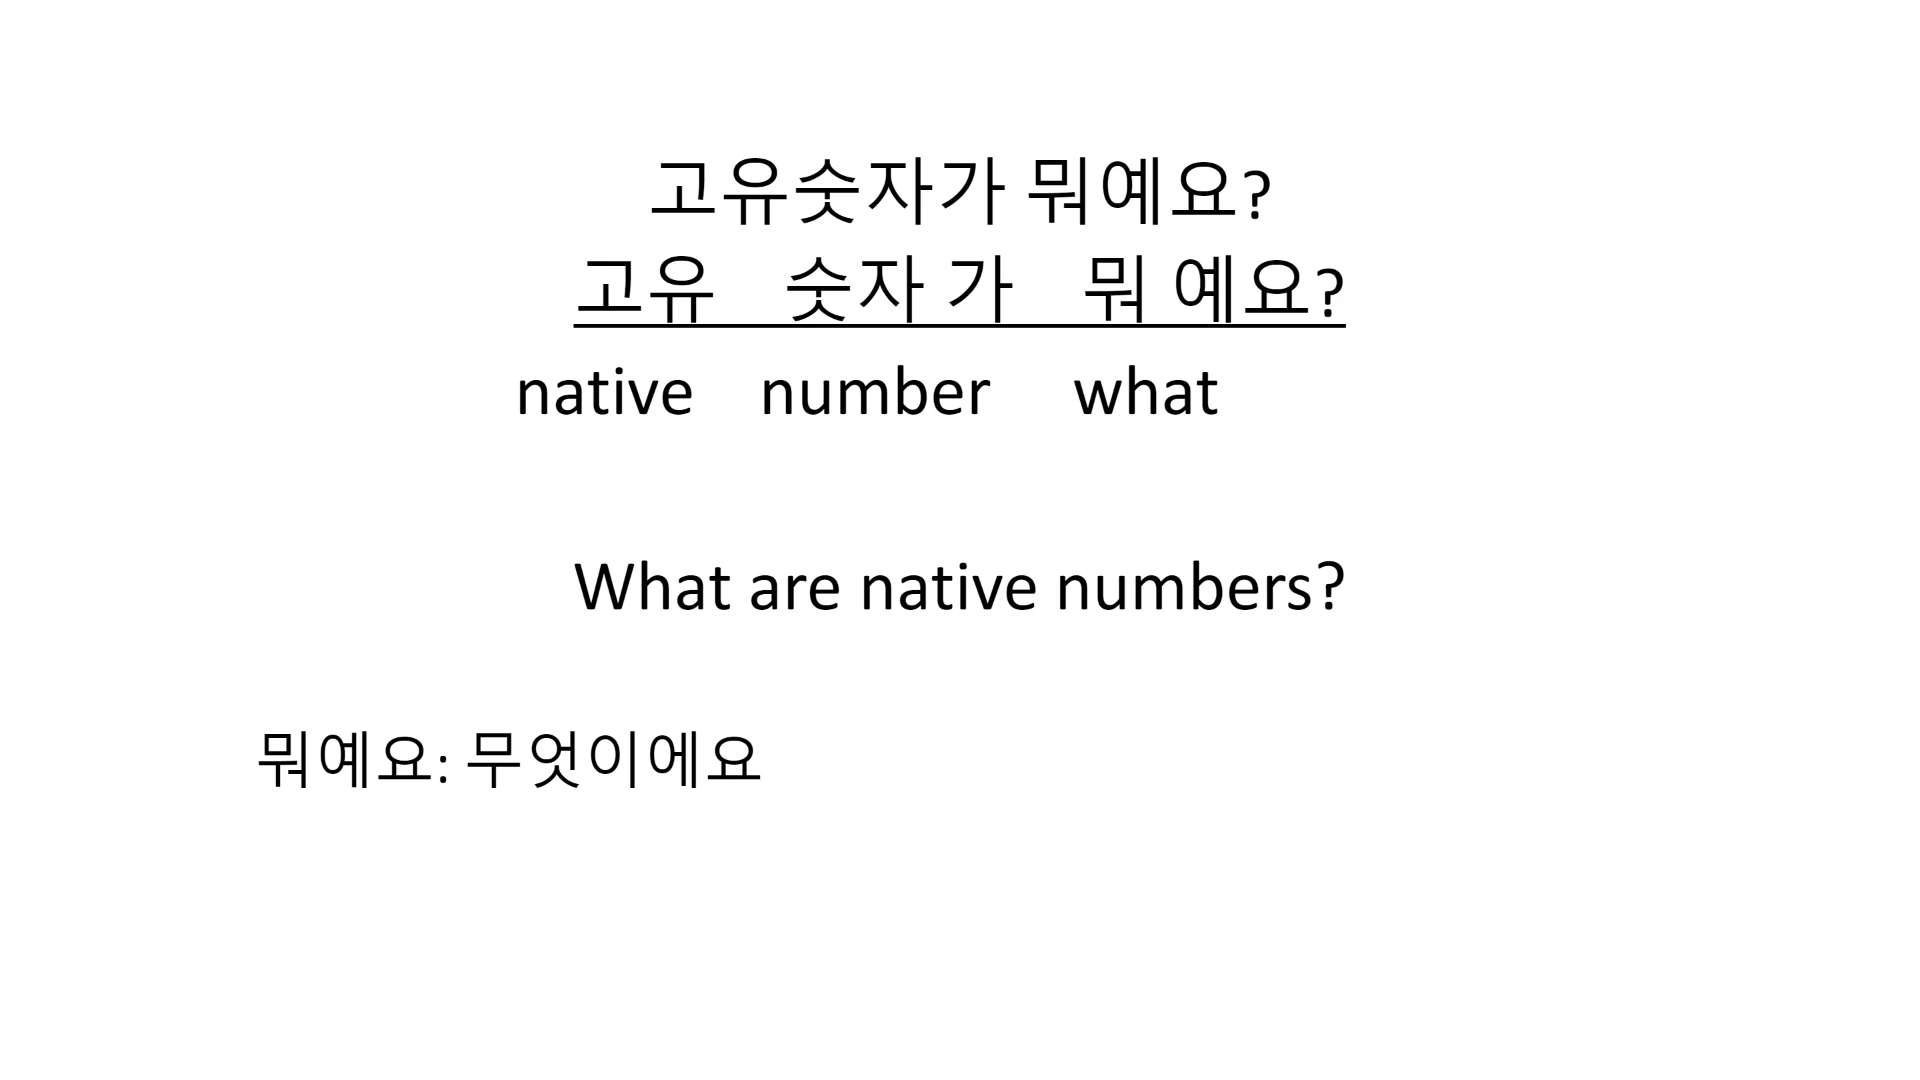 고유숫자가 뭐예요?
고유 숫자 가 뭐 예요?
native number what
What are native numbers?
뭐예요: 무엇이에요